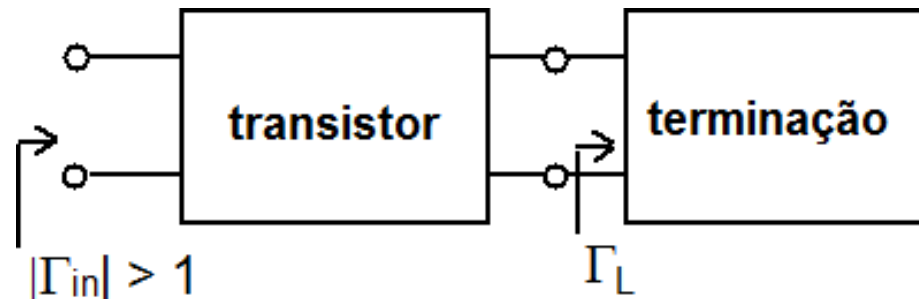 transistor
terminação
|Γin| > 1
ΓL